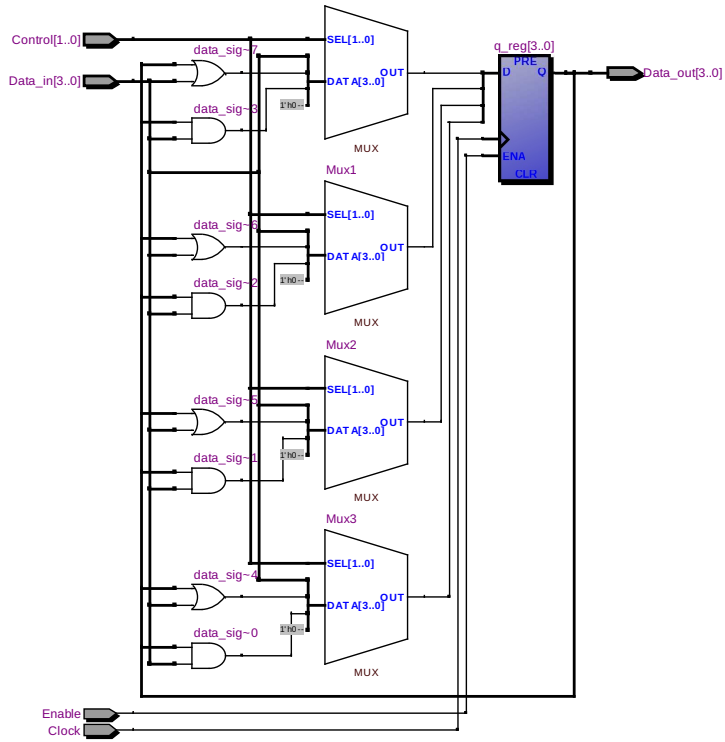 Control[1..0]
Data_in[3..0]
data_sig~7
SEL[1..0]
OUT
DATA[3..0]
data_sig~3
1'h0--
MUX
q_reg[3..0]
PRE
D
Q
ENA
CLR
Data_out[3..0]
Mux1
data_sig~6
SEL[1..0]
OUT
DATA[3..0]
data_sig~2
1'h0--
MUX
Mux2
SEL[1..0]
data_sig~5
OUT
DATA[3..0]
data_sig~1
1'h0--
MUX
Mux3
SEL[1..0]
data_sig~4
OUT
DATA[3..0]
data_sig~0
1'h0--
MUX
Enable
Clock